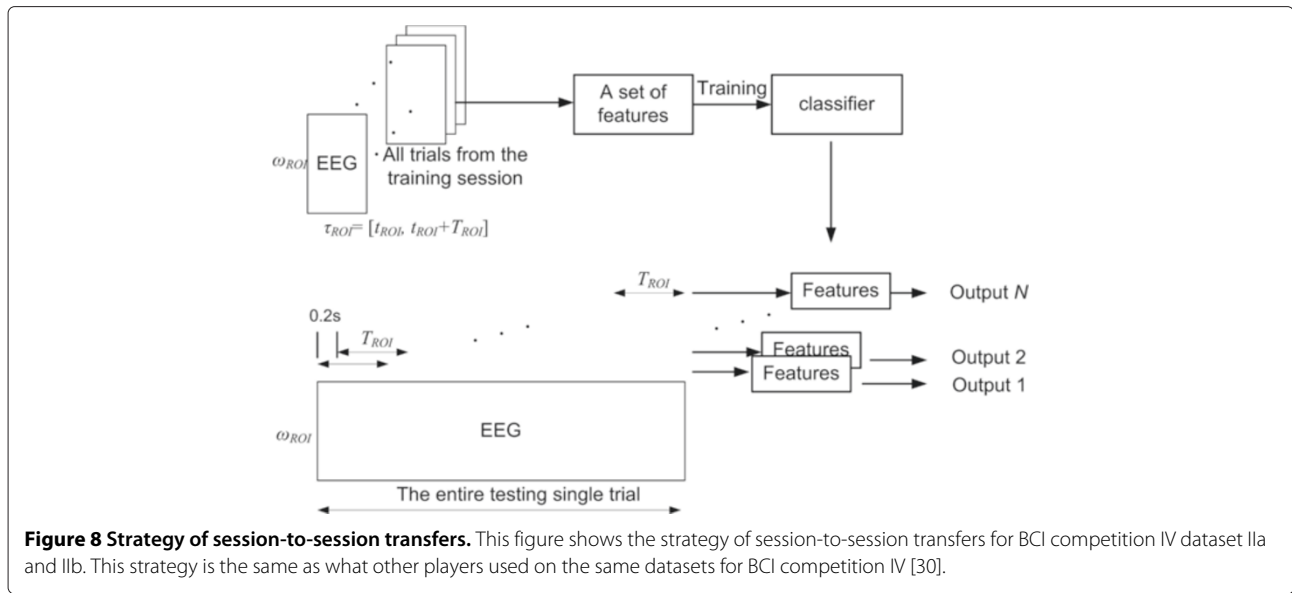 A set of
features
Training
classifier
ω_ROI
EEG
All trials from the
training session
τ_ROI= [t_ROI, t_ROI+T_ROI]
T_ROI
Features
Output N
0.2s
T_ROI
Features
Output 2
Features
Output 1
ω_ROI
EEG
The entire testing single trial
Figure 8 Strategy of session-to-session transfers. This figure shows the strategy of session-to-session transfers for BCI competition IV dataset IIa
and IIb. This strategy is the same as what other players used on the same datasets for BCI competition IV [30].